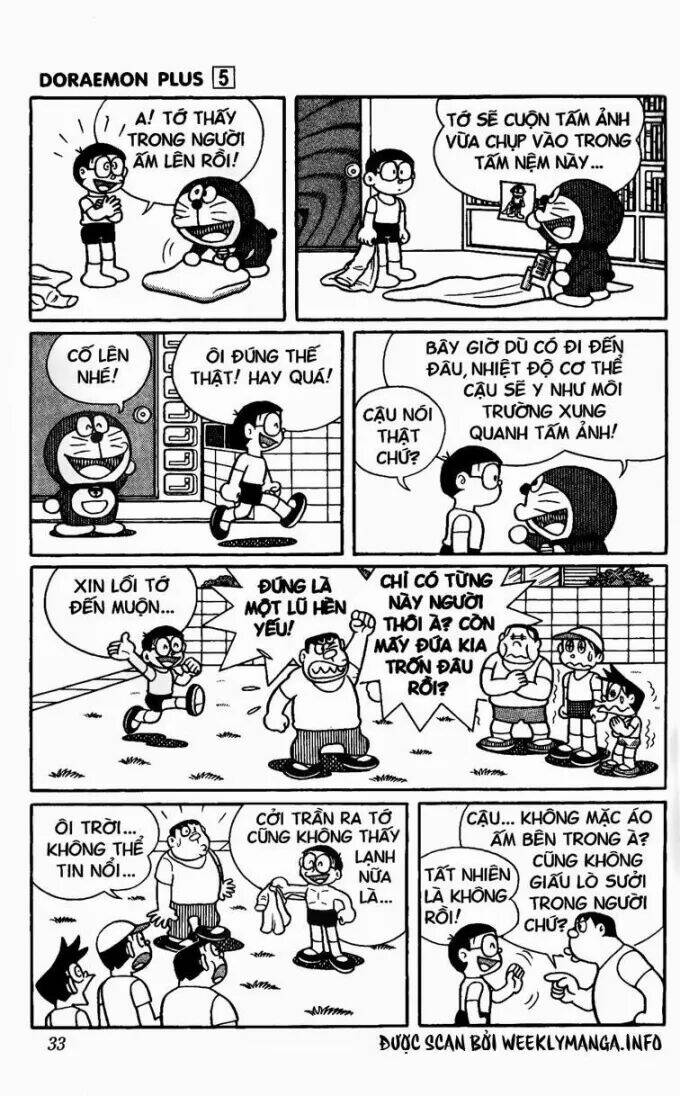 DORAEMON PLUS 5
TỚ SẼ CUỘN TẤM ẢNH
VỪA CHỤP VÀO TRONG
TẤM NỆM NÀY...
A! TỚ THẤY
TRONG NGƯỜI
ẤM LÊN RỒI!
BÂY GIỜ DÙ CÓ ĐI ĐẾN
ĐÂU, NHIỆT ĐỘ CƠ THỂ
CẬU SẼ Y NHƯ MÔI
TRƯỜNG XUNG
QUANH TẤM ẢNH!
CẬU NÓI
THẬT
CHỨ?
ÔI ĐÚNG THẾ
THẬT! HAY QUÁ!
CỐ LÊN
NHÉ!
CHỈ CÓ TỪNG
NÀY NGƯỜI
THÔI À? CÒN
MẤY ĐỨA KIA
TRỐN ĐÂU
RỒI?
ĐÚNG LÀ
MỘT LŨ HÈN
YẾU!
XIN LỖI TỚ
ĐẾN MUỘN...
CẬU... KHÔNG MẶC ÁO
ẤM BÊN TRONG À?
CŨNG KHÔNG
GIẤU LÒ SƯỞI
TRONG NGƯỜI
CHỨ?
TẤT NHIÊN
LÀ KHÔNG
RỒI!
CỞI TRẦN RA TỚ
CŨNG KHÔNG THẤY
LẠNH
NỮA
LÀ...
ÔI TRỜI...
KHÔNG THỂ
TIN NỔI...
33
ĐƯỢC SCAN BỞI WEEKLYMANGA.INFO